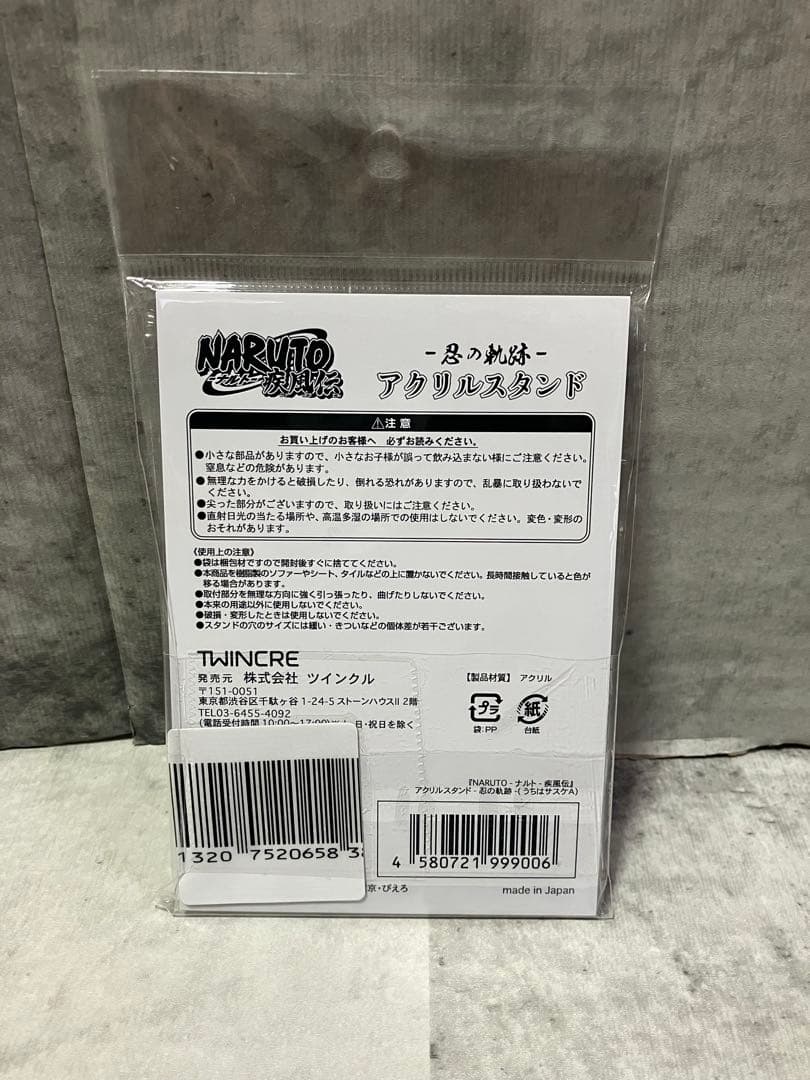 NARUTO
ナルト
疾風伝
-忍の軌跡-
アクリルスタンド
⚠注意
お買い上げのお客様へ 必ずお読みください。
●小さな部品がありますので、小さなお子様が誤って飲み込まない様にご注意ください。
窒息などの危険があります。
●無理な力をかけると破損したり、倒れる恐れがありますので、乱暴に取り扱わないで
ください。
●尖った部分がございますので、取り扱いにはご注意ください。
●直射日光の当たる場所や、高温多湿の場所での使用はしないでください。変色・変形の
おそれがあります。
《使用上の注意》
●袋は梱包材ですので開封後すぐに捨ててください。
●本商品を樹脂製のソファーやシート、タイルなどの上に置かないでください。長時間接触していると色が
移る場合があります。
●取付部分を無理な方向に強く引っ張ったり、曲げたりしないでください。
●本来の用途以外に使用しないでください。
●破損・変形したときは使用しないでください。
●スタンドの穴のサイズには緩い・きついなどの個体差が若干ございます。
TWINCRE
発売元 株式会社 ツインクル
〒151-0051
東京都渋谷区千駄ヶ谷 1-24-5 ストーンハウスⅡ 2階
TEL03-6455-4092
(電話受付時間 10:00~17:00)
日・祝日を除く
【製品材質】 アクリル
プラ
袋:PP
紙
台紙
『NARUTO - ナルト - 疾風伝』
アクリルスタンド - 忍の軌跡 - (うちはサスケA)
1320 7520658 3
4 580721 999006
京・ぴえろ
made in Japan